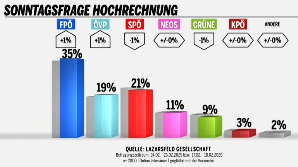 SONNTAGSFRAGE HOCHRECHNUNG
FPÖ ÖVP SPÖ NEOS GRÜNE KPÖ ANDERE
+1% +1% -1% +/-0% -1% +/-0% +/-0%
35% 19% 21% 11% 9% 3% 2%
QUELLE: LAZARSFELD GESELLSCHAFT